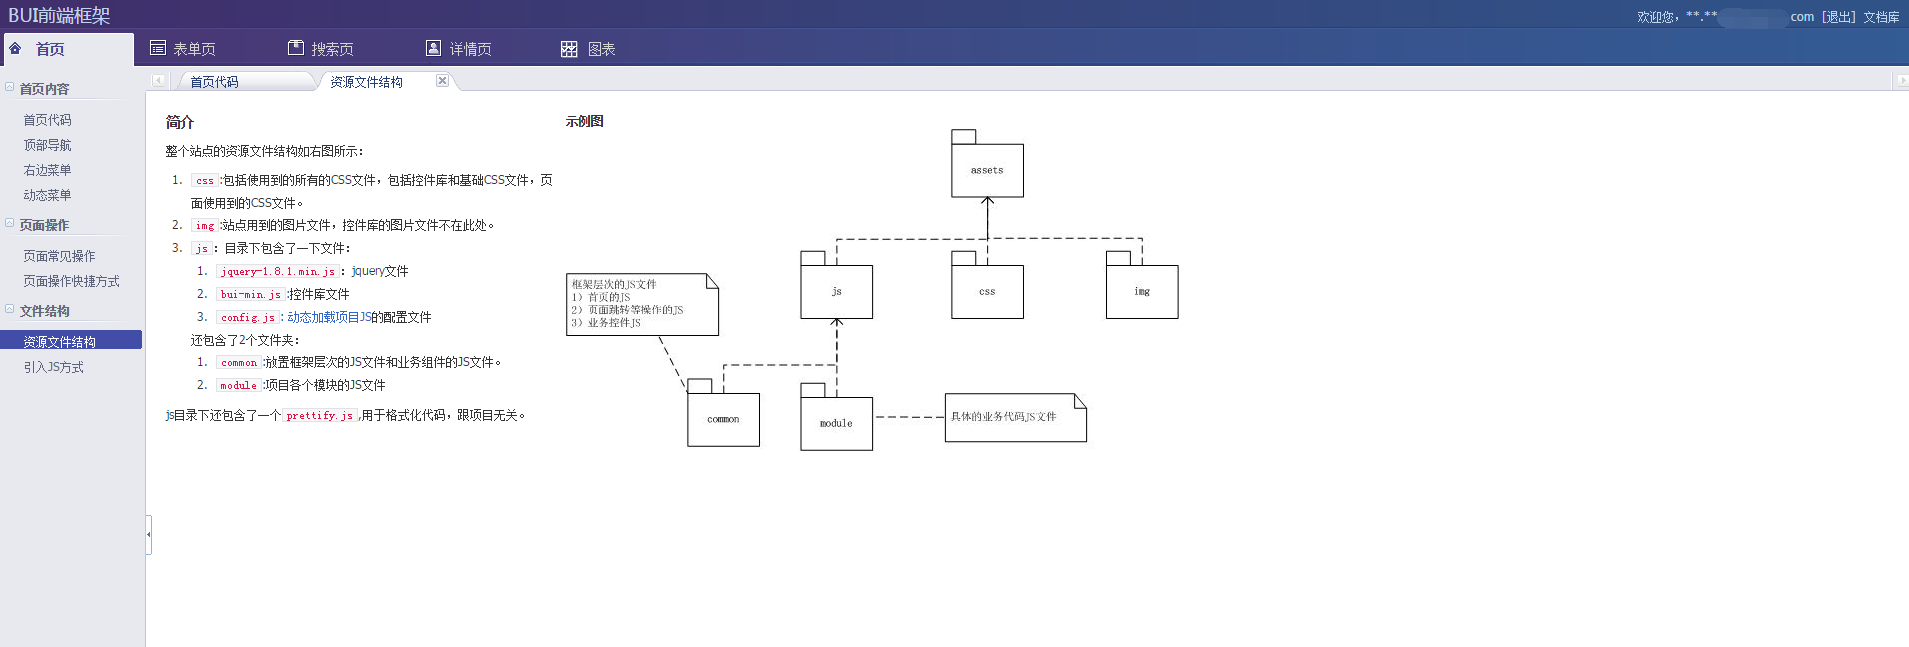 BUI前端框架
欢迎您，**.** com [退出] 文档库
首页 表单页 搜索页 详情页 图表
首页代码 资源文件结构
首页内容
首页代码
顶部导航
右边菜单
动态菜单
页面操作
页面常见操作
页面操作快捷方式
文件结构
资源文件结构
引入JS方式
简介
整个站点的资源文件结构如右图所示：
1. css:包括使用到的所有的CSS文件，包括控件库和基础CSS文件，页
面使用到的CSS文件。
2. img:站点用到的图片文件，控件库的图片文件不在此处。
3. js：目录下包含了一下文件：
1. jquery-1.8.1.min.js：jquery文件
2. bui-min.js:控件库文件
3. config.js：动态加载项目JS的配置文件
还包含了2个文件夹：
1. common:放置框架层次的JS文件和业务组件的JS文件。
2. module:项目各个模块的JS文件
js目录下还包含了一个prettify.js,用于格式化代码，跟项目无关。
示例图
assets
js
css
img
框架层次的JS文件
1）首页的JS
2）页面跳转等操作的JS
3）业务控件JS
common
module
具体的业务代码JS文件